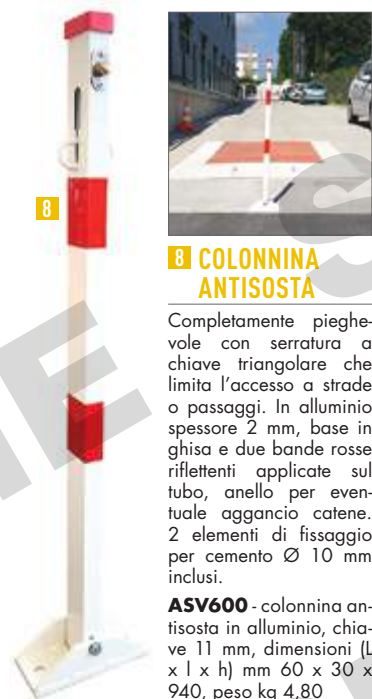 8
8 COLONNINA
ANTISOSTA
Completamente pieghe-
vole con serratura a
chiave triangolare che
limita l'accesso a strade
o passaggi. In alluminio
spessore 2 mm, base in
ghisa e due bande rosse
riflettenti applicate sul
tubo, anello per even-
tuale aggancio catene.
2 elementi di fissaggio
per cemento Ø 10 mm
inclusi.
ASV600 - colonnina an-
tisosta in alluminio, chia-
ve 11 mm, dimensioni (L
x l x h) mm 60 x 30 x
940, peso kg 4,80